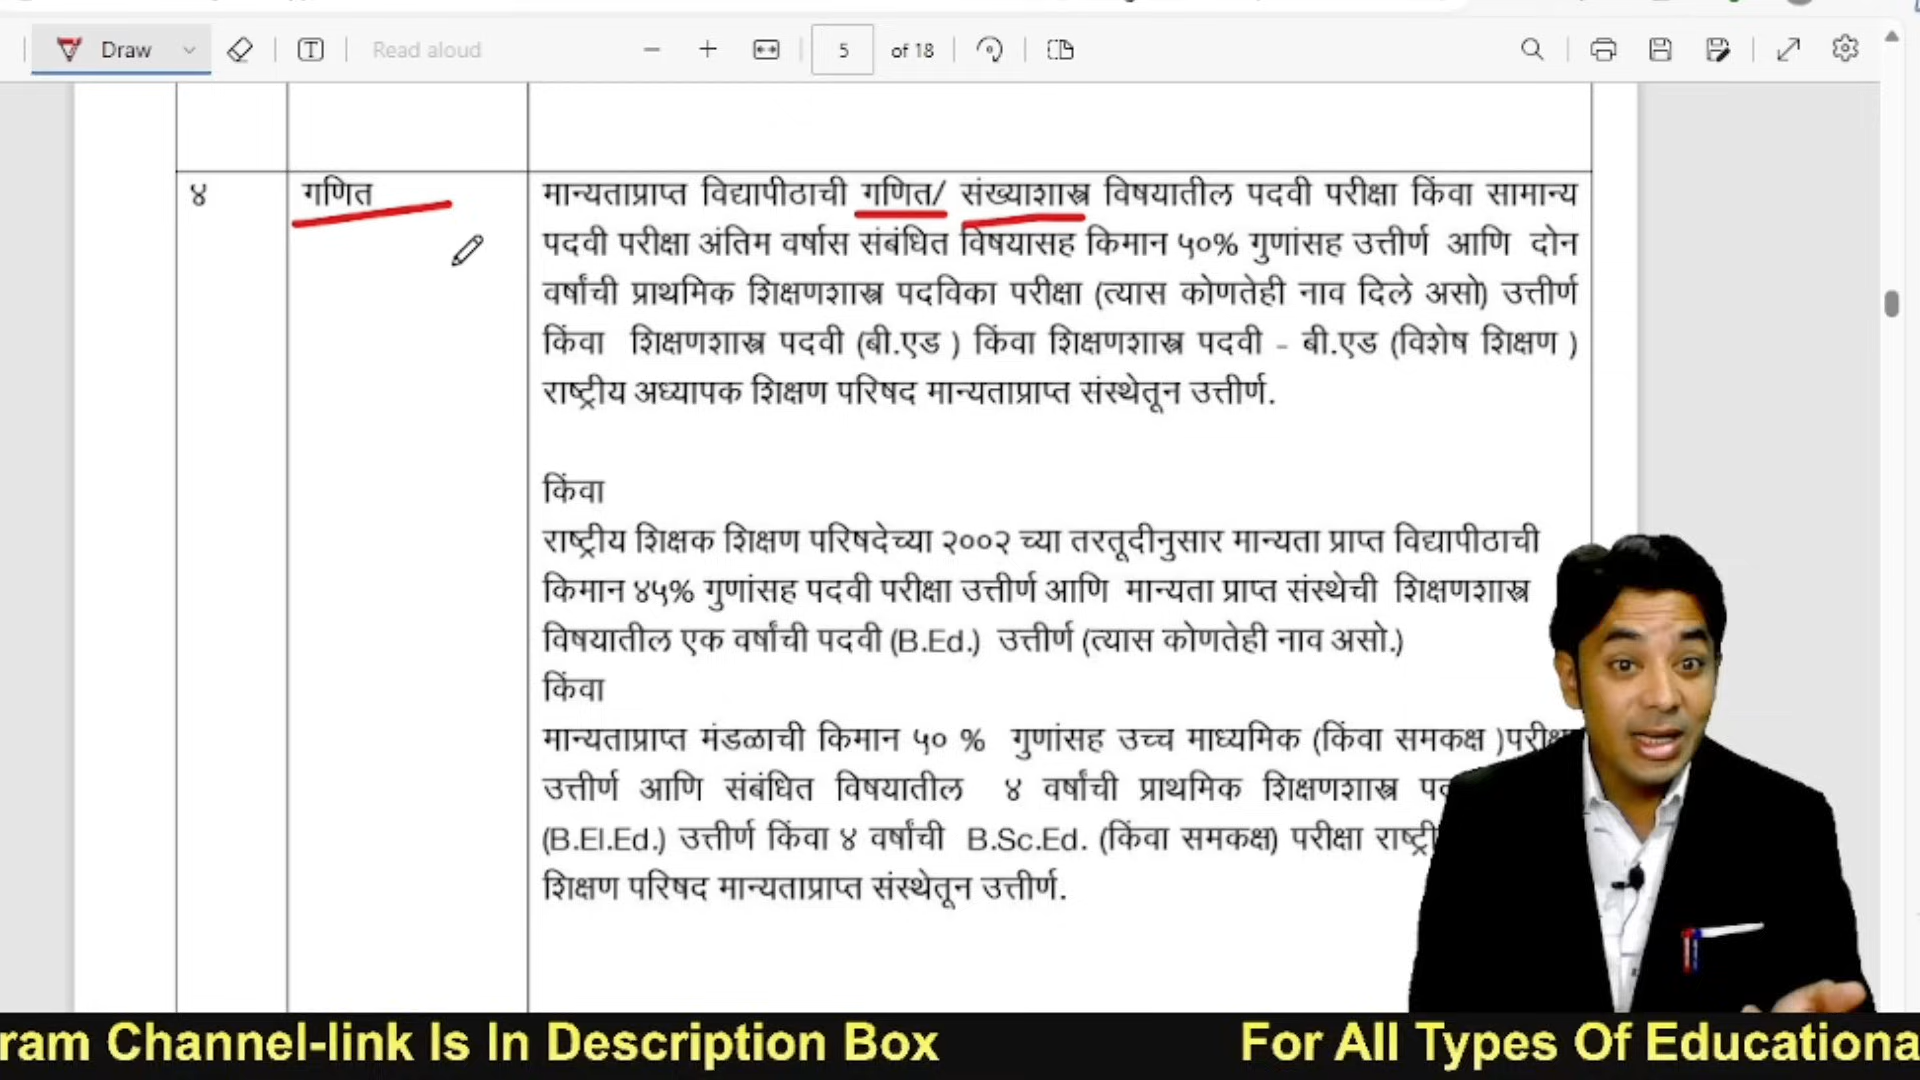 Draw
Read aloud
5 of 18
४ गणित मान्यताप्राप्त विद्यापीठाची गणित/ संख्याशास्त्र विषयातील पदवी परीक्षा किंवा सामान्य
पदवी परीक्षा अंतिम वर्षास संबंधित विषयासह किमान ५०% गुणांसह उत्तीर्ण आणि दोन
वर्षांची प्राथमिक शिक्षणशास्त्र पदविका परीक्षा (त्यास कोणतेही नाव दिले असो) उत्तीर्ण
किंवा शिक्षणशास्त्र पदवी (बी.एड ) किंवा शिक्षणशास्त्र पदवी - बी.एड (विशेष शिक्षण )
राष्ट्रीय अध्यापक शिक्षण परिषद मान्यताप्राप्त संस्थेतून उत्तीर्ण.
किंवा
राष्ट्रीय शिक्षक शिक्षण परिषदेच्या २००२ च्या तरतूदीनुसार मान्यता प्राप्त विद्यापीठाची
किमान ४५% गुणांसह पदवी परीक्षा उत्तीर्ण आणि मान्यता प्राप्त संस्थेची शिक्षणशास्त्र
विषयातील एक वर्षाची पदवी (B.Ed.) उत्तीर्ण (त्यास कोणतेही नाव असो.)
किंवा
मान्यताप्राप्त मंडळाची किमान ५० % गुणांसह उच्च माध्यमिक (किंवा समकक्ष )
उत्तीर्ण आणि संबंधित विषयातील ४ वर्षांची प्राथमिक शिक्षणशास्त्र
(B.El.Ed.) उत्तीर्ण किंवा ४ वर्षांची B.Sc.Ed. (किंवा समकक्ष) परीक्षा
शिक्षण परिषद मान्यताप्राप्त संस्थेतून उत्तीर्ण.
ram Channel-link Is In Description Box For All Types Of Educationa